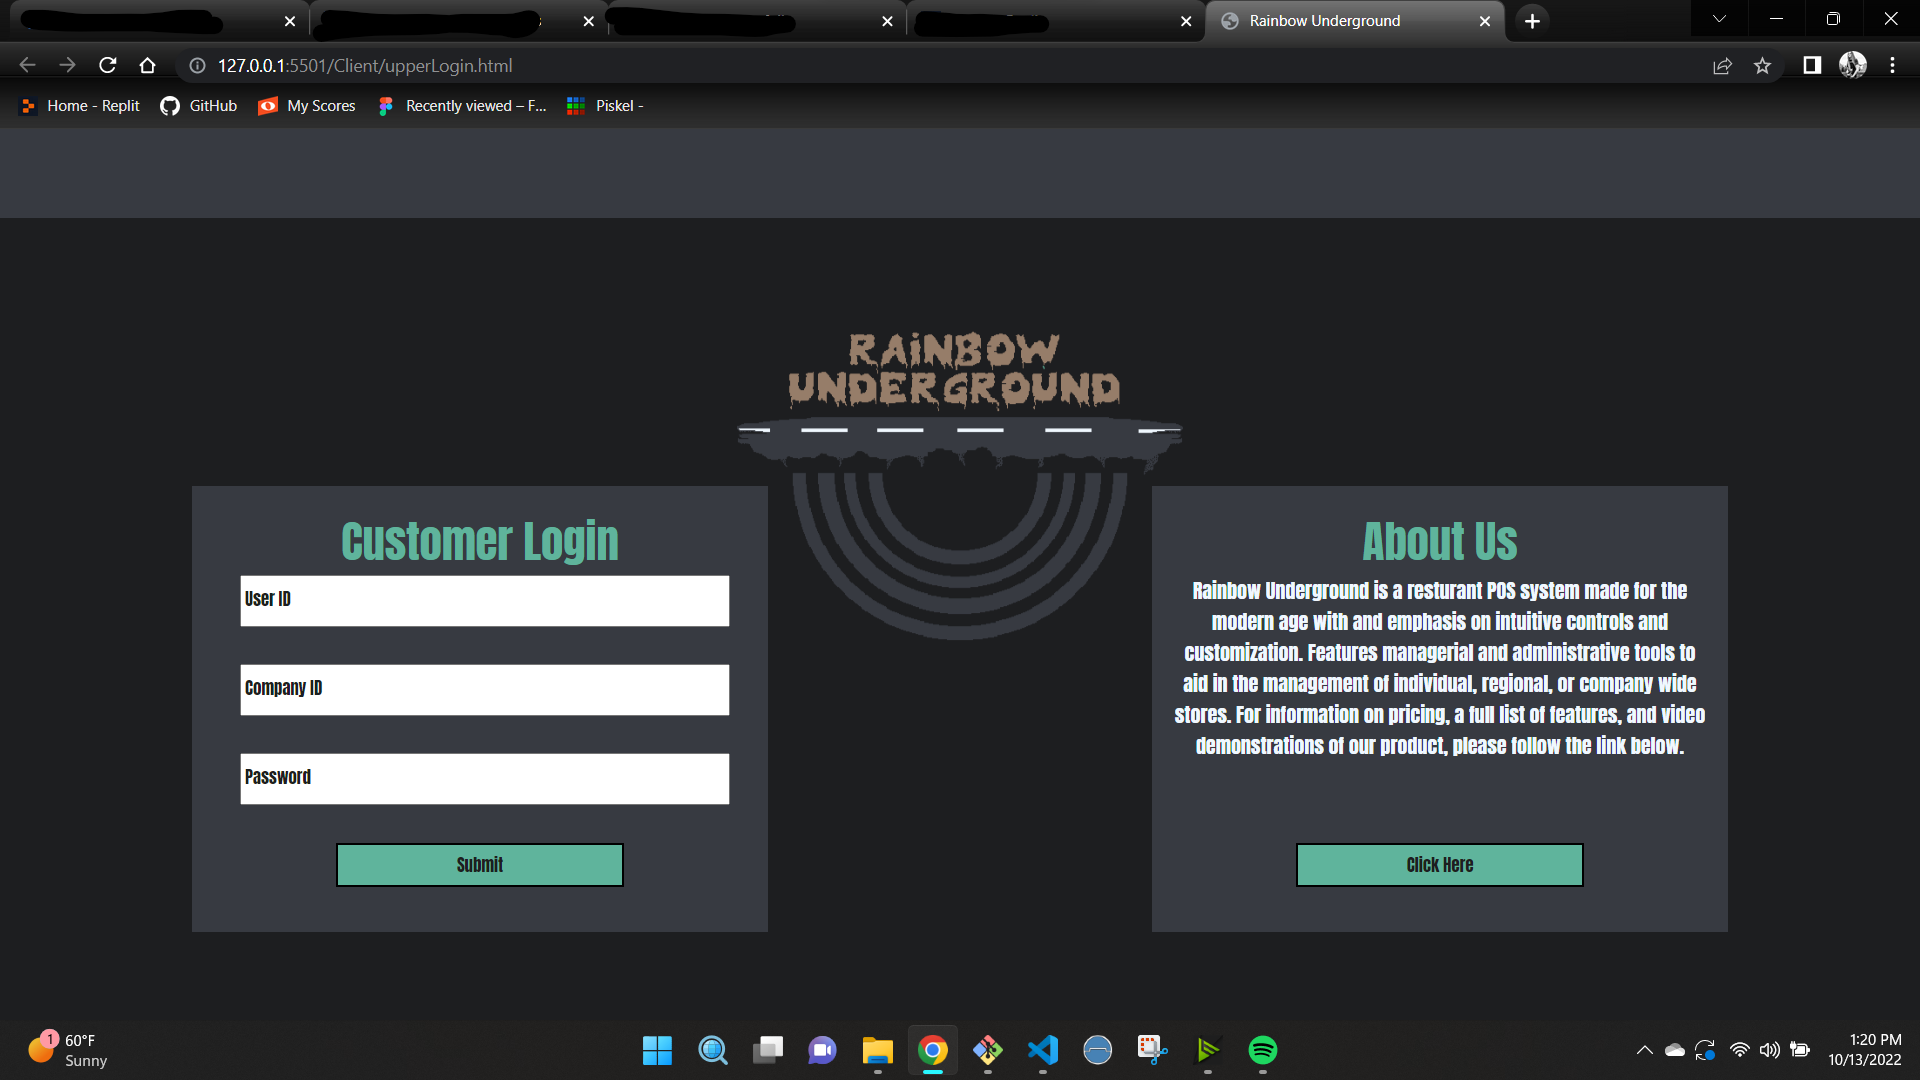 Rainbow Underground
127.0.0.1:5501/Client/upperLogin.html
Home - Replit
GitHub
My Scores
Recently viewed – F...
Piskel -
RAiNBOW
UNDERGROUND
Customer Login
User ID
Company ID
Password
Submit
About Us
Rainbow Underground is a resturant POS system made for the
modern age with and emphasis on intuitive controls and
customization. Features managerial and administrative tools to
aid in the management of individual, regional, or company wide
stores. For information on pricing, a full list of features, and video
demonstrations of our product, please follow the link below.
Click Here
1
60°F
Sunny
1:20 PM
10/13/2022